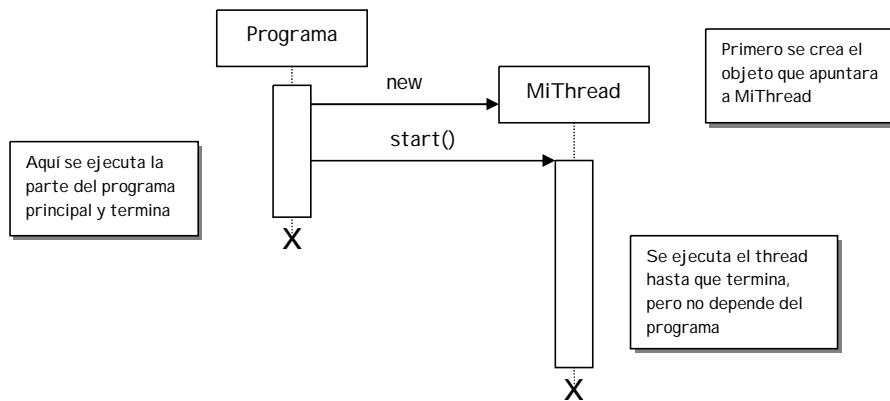 Programa
Primero se crea el
objeto que apuntara
a MiThread
new
MiThread
start()
Aquí se ejecuta la
parte del programa
principal y termina
X
Se ejecuta el thread
hasta que termina,
pero no depende del
programa
X